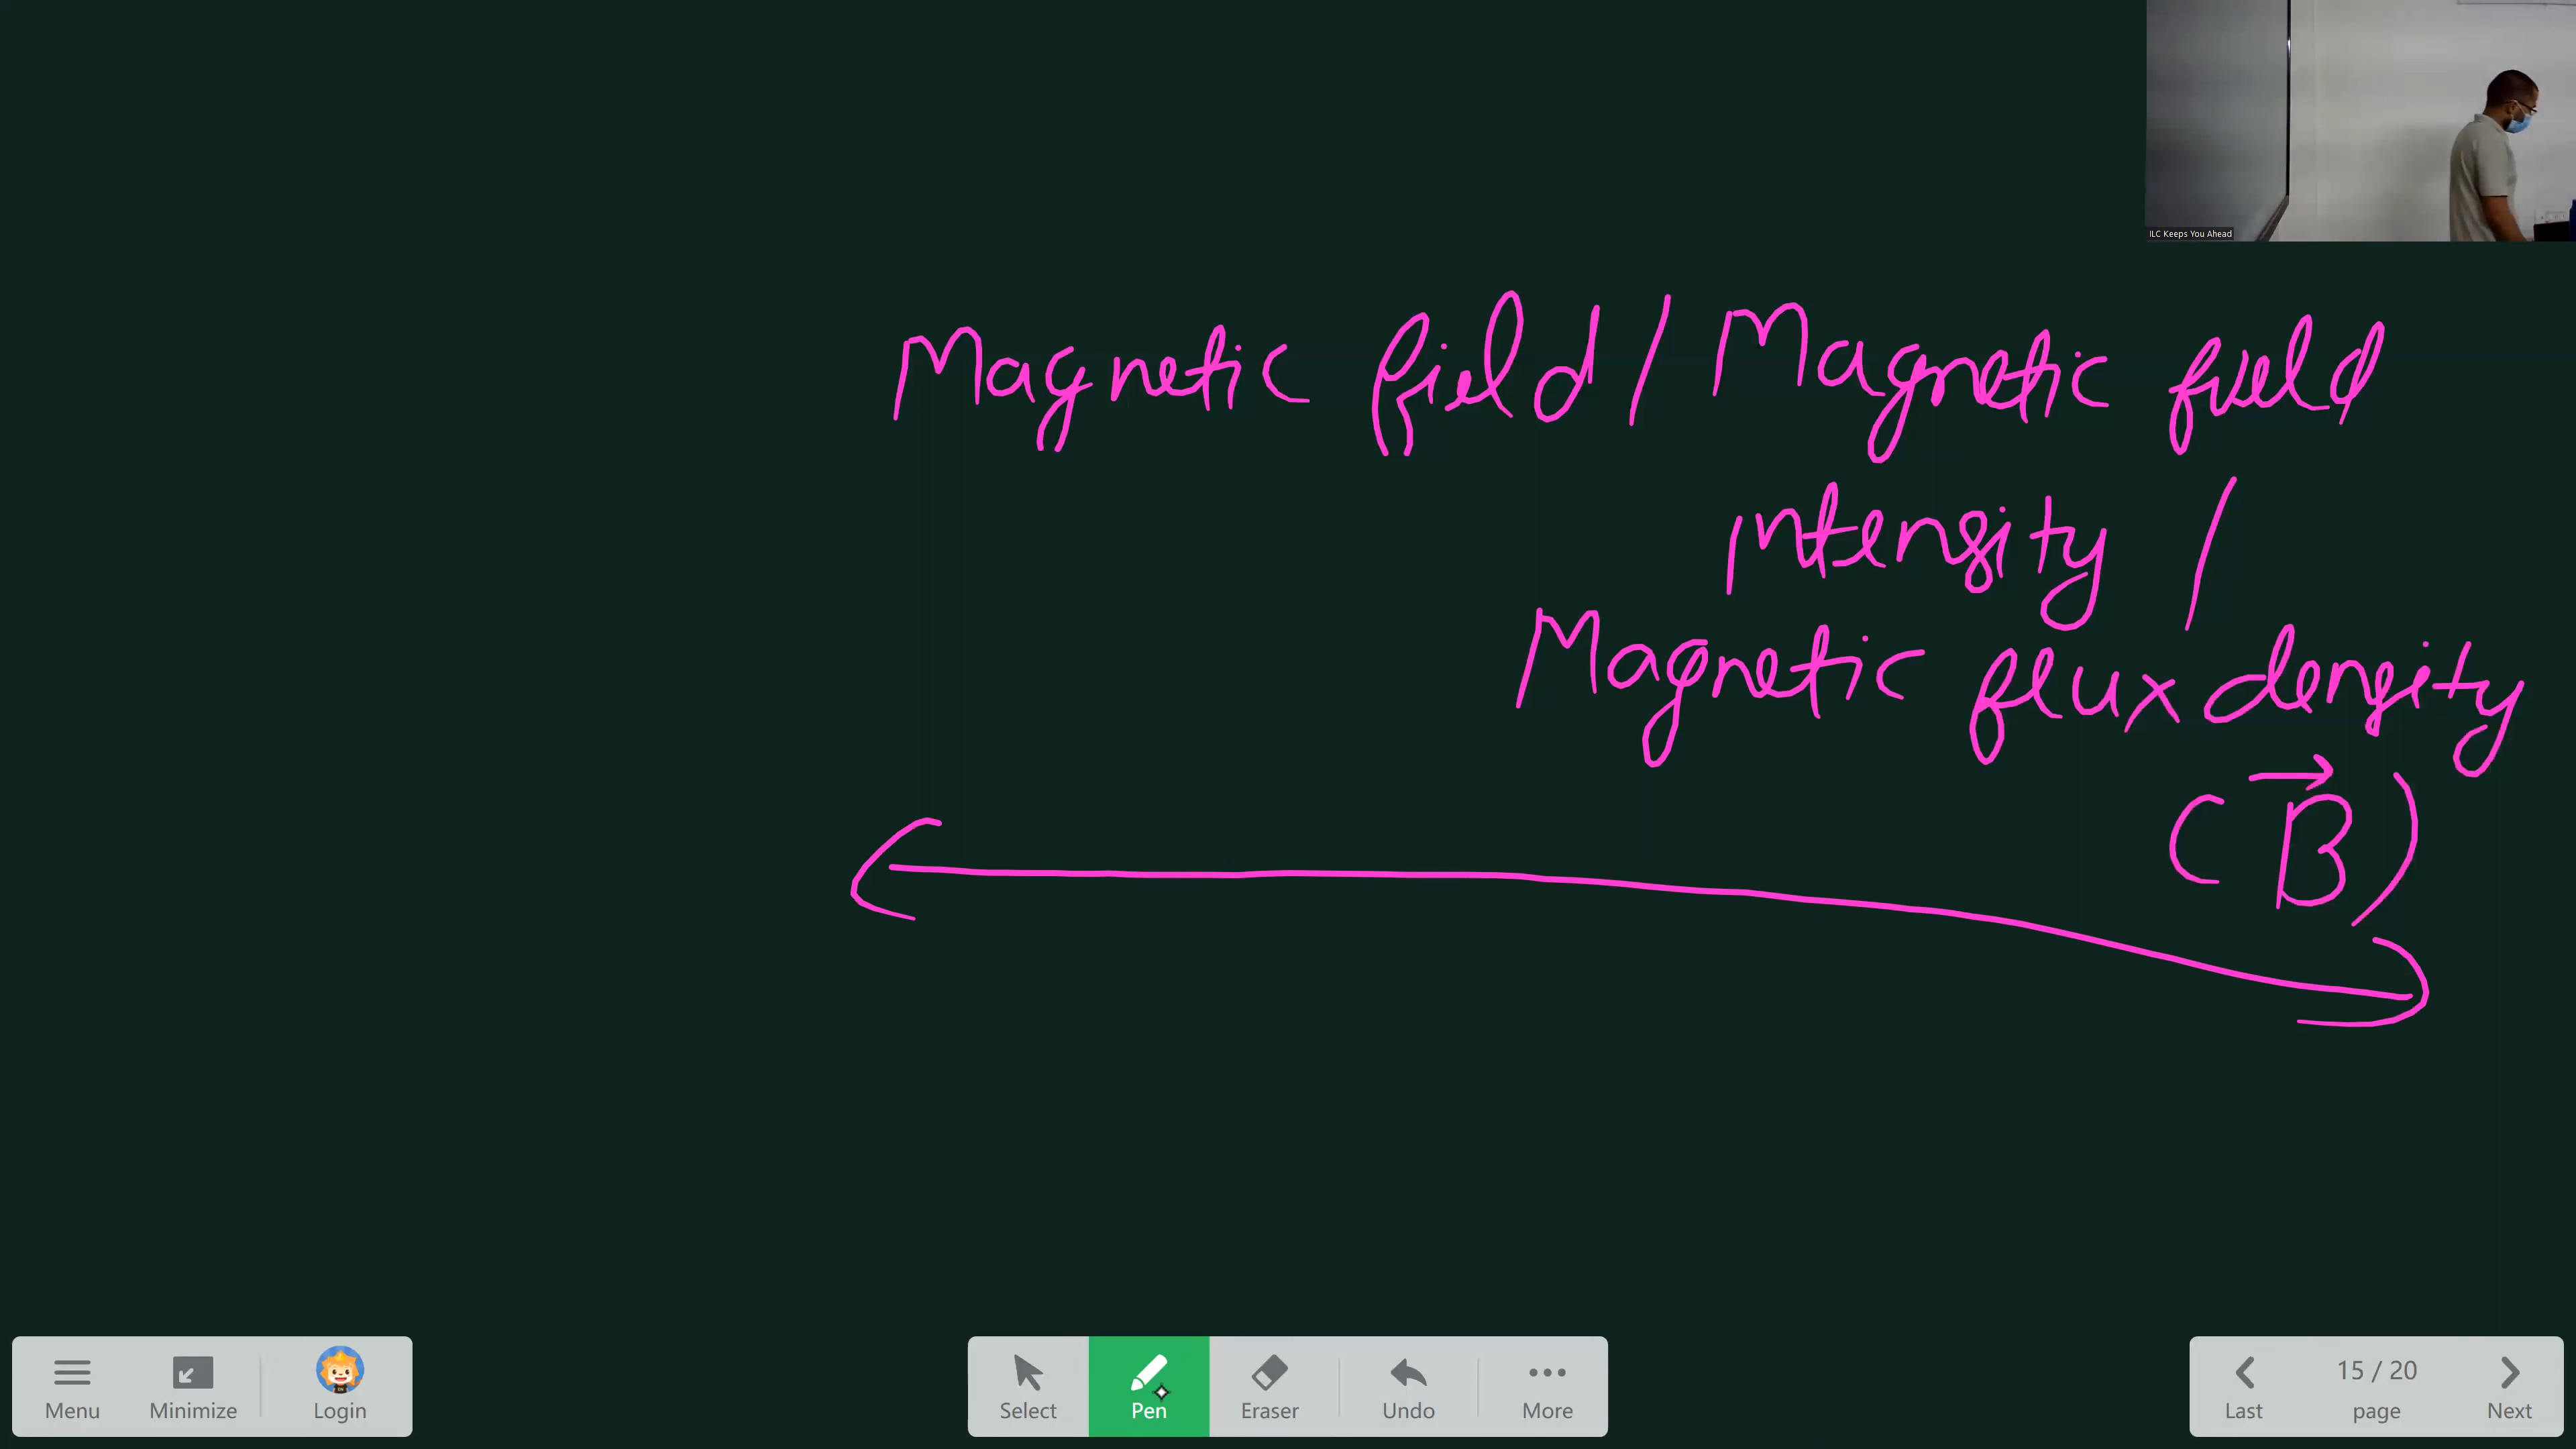 ILC Keeps You Ahead
Magnetic field / Magnetic field
intensity /
Magnetic flux density
(B⃗)
Menu
Minimize
Login
Select
Pen
Eraser
Undo
More
Last
15 / 20
page
Next